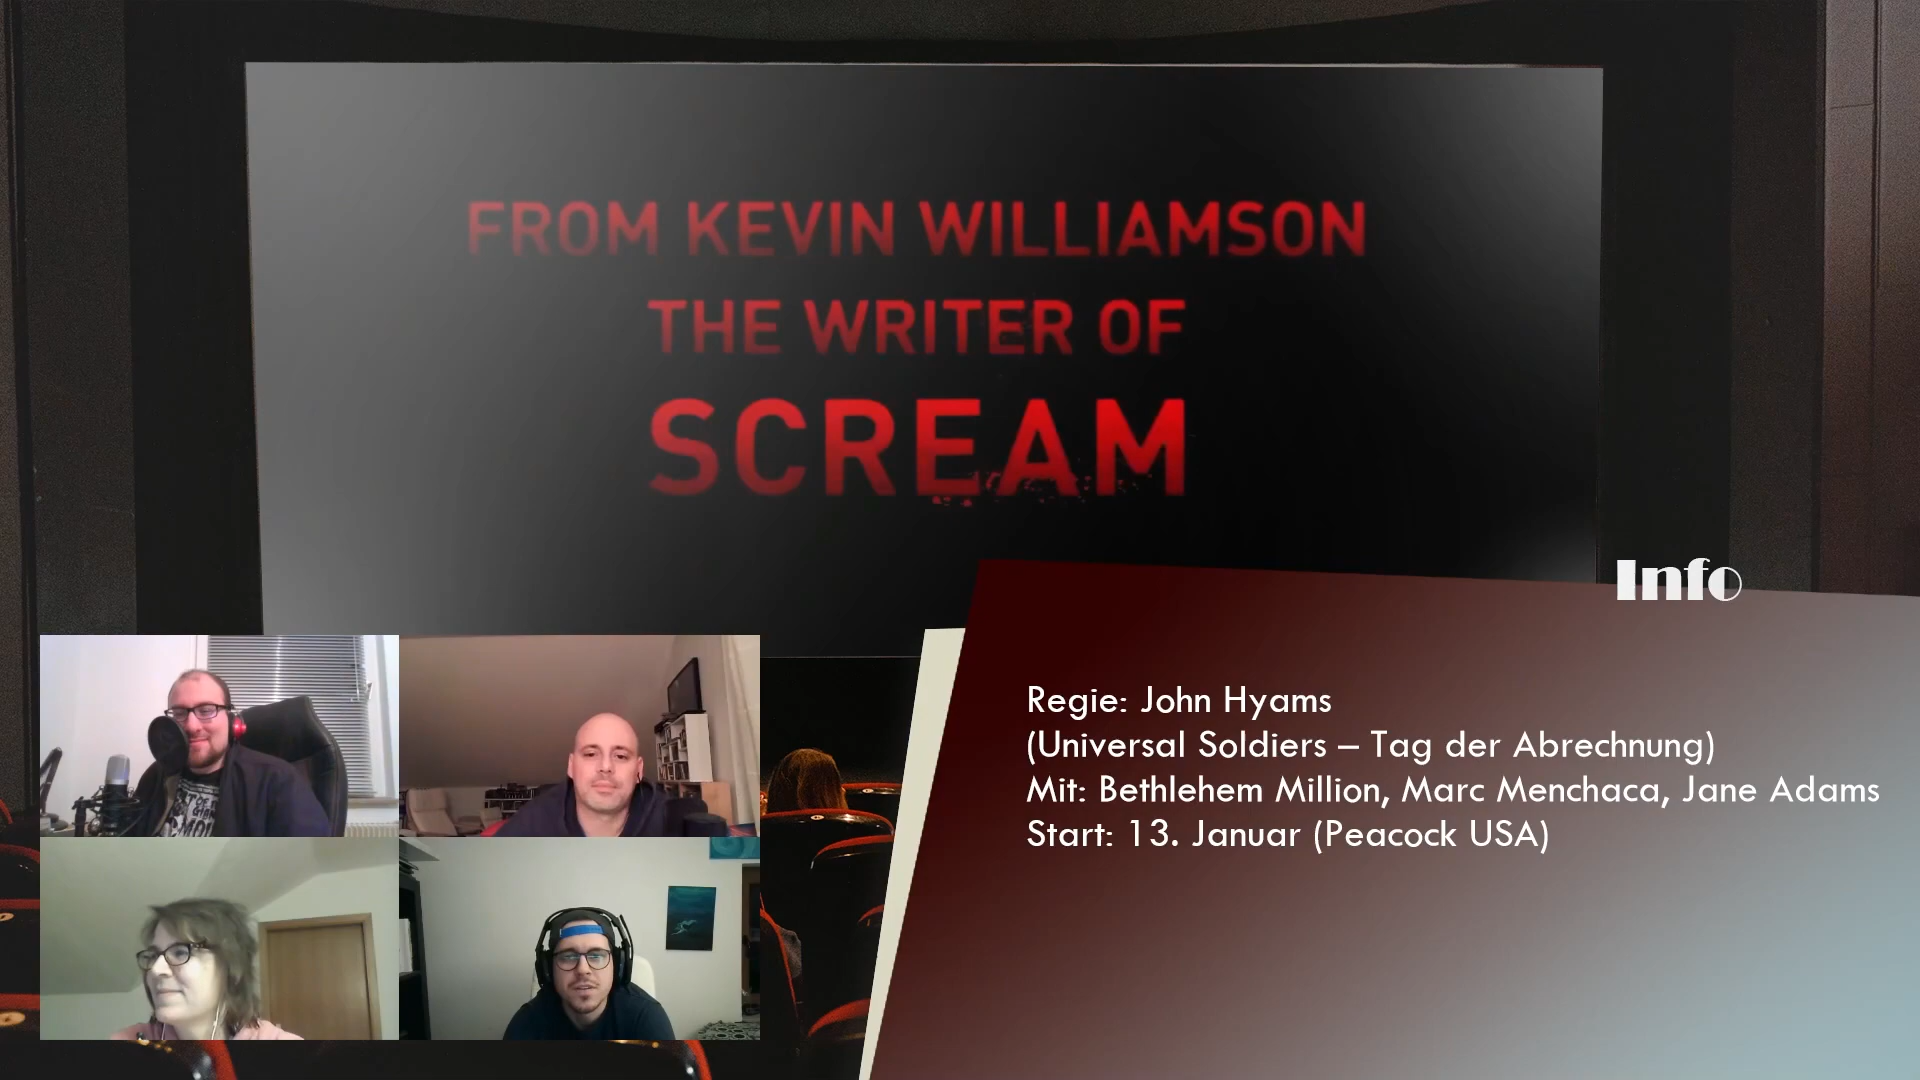 FROM KEVIN WILLIAMSON
THE WRITER OF
SCREAM
Info
Regie: John Hyams
(Universal Soldiers – Tag der Abrechnung)
Mit: Bethlehem Million, Marc Menchaca, Jane Adams
Start: 13. Januar (Peacock USA)